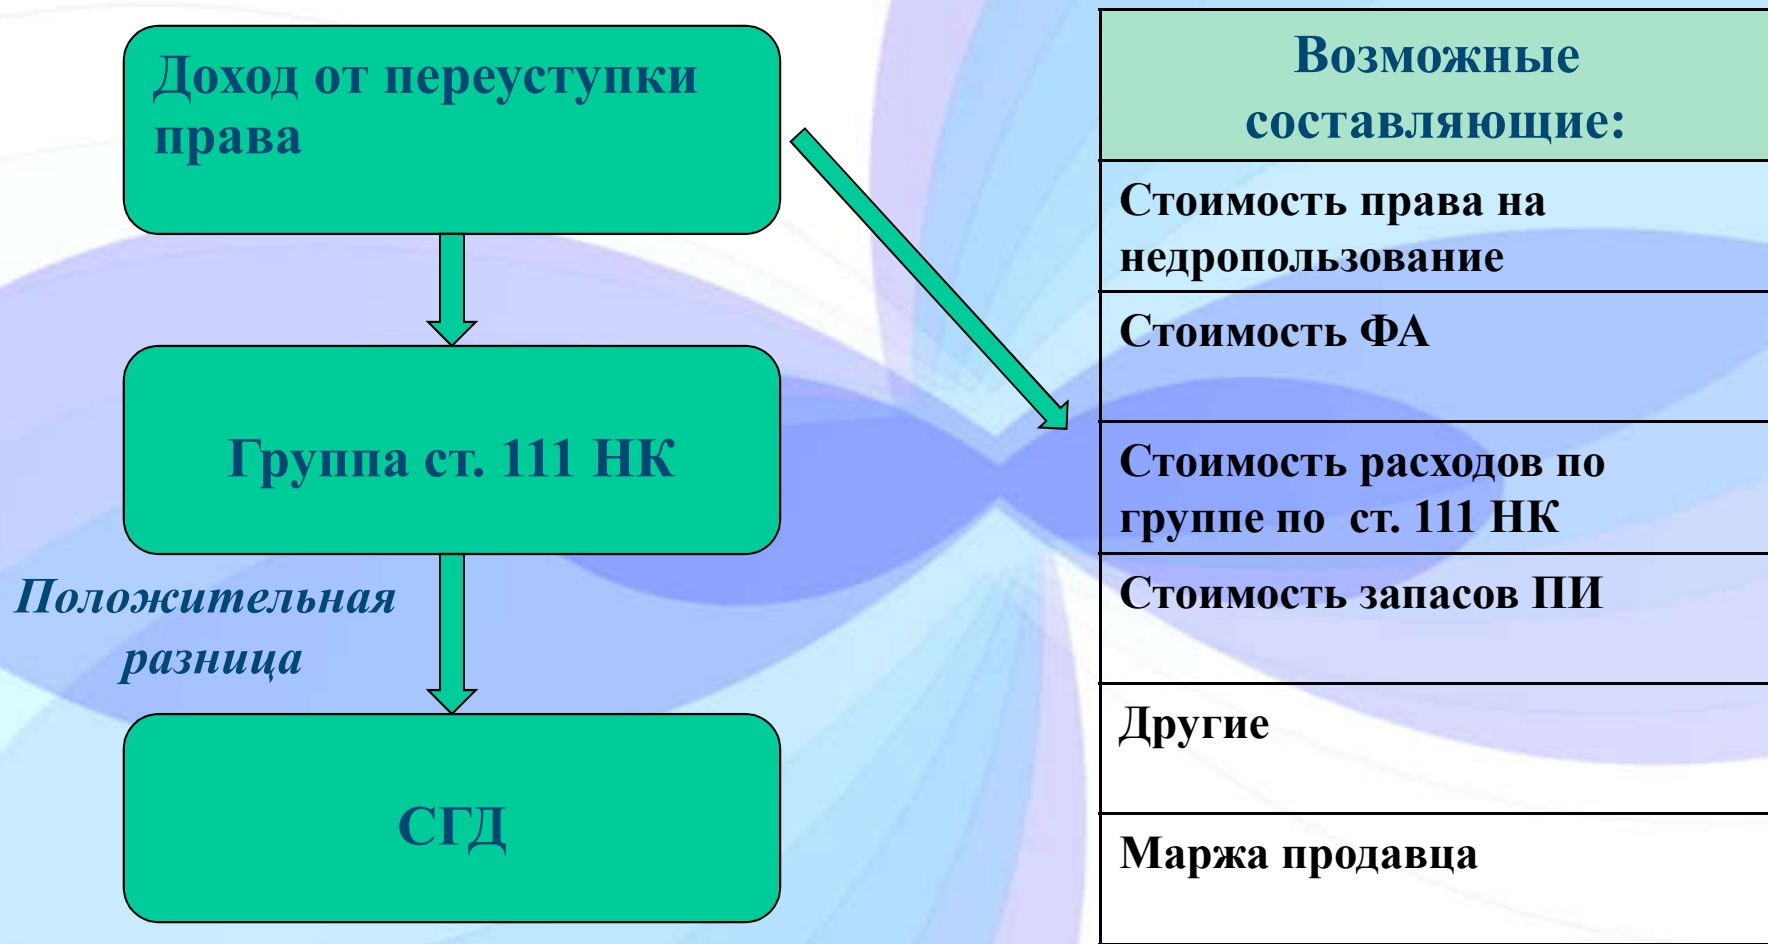 Доход от переуступки
права
Группа ст. 111 НК
Положительная
разница
СГД
Возможные
составляющие:
Стоимость права на
недропользование
Стоимость ФА
Стоимость расходов по
группе по ст. 111 НК
Стоимость запасов ПИ
Другие
Маржа продавца